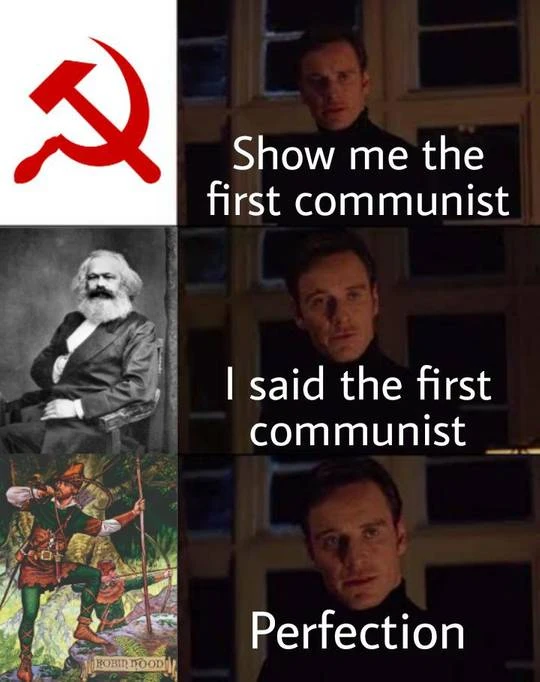 Show me the
first communist
I said the first
communist
ROBIN HOOD
Perfection